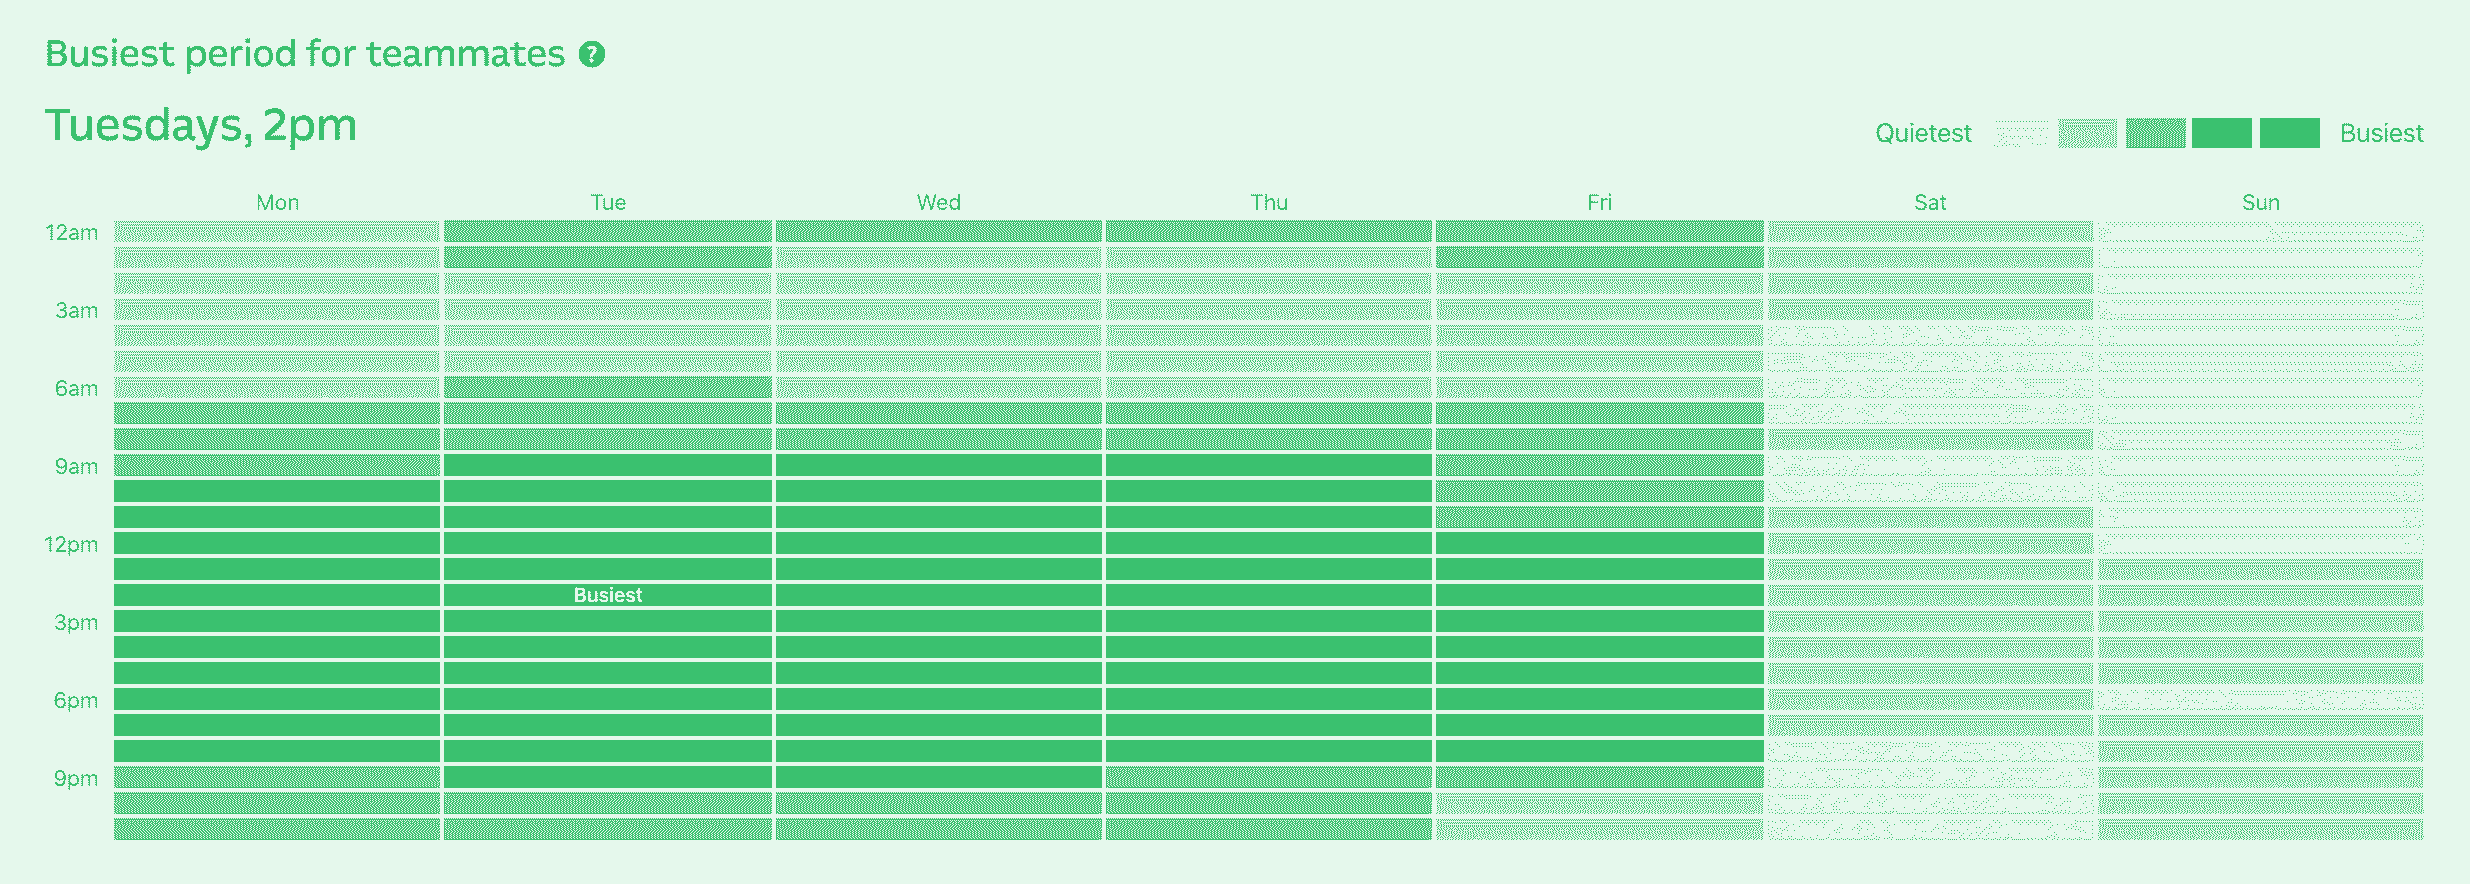 Busiest period for teammates ?
Tuesdays, 2pm
Quietest Busiest
Mon Tue Wed Thu Fri Sat Sun
12am
3am
6am
9am
12pm
Busiest
3pm
6pm
9pm